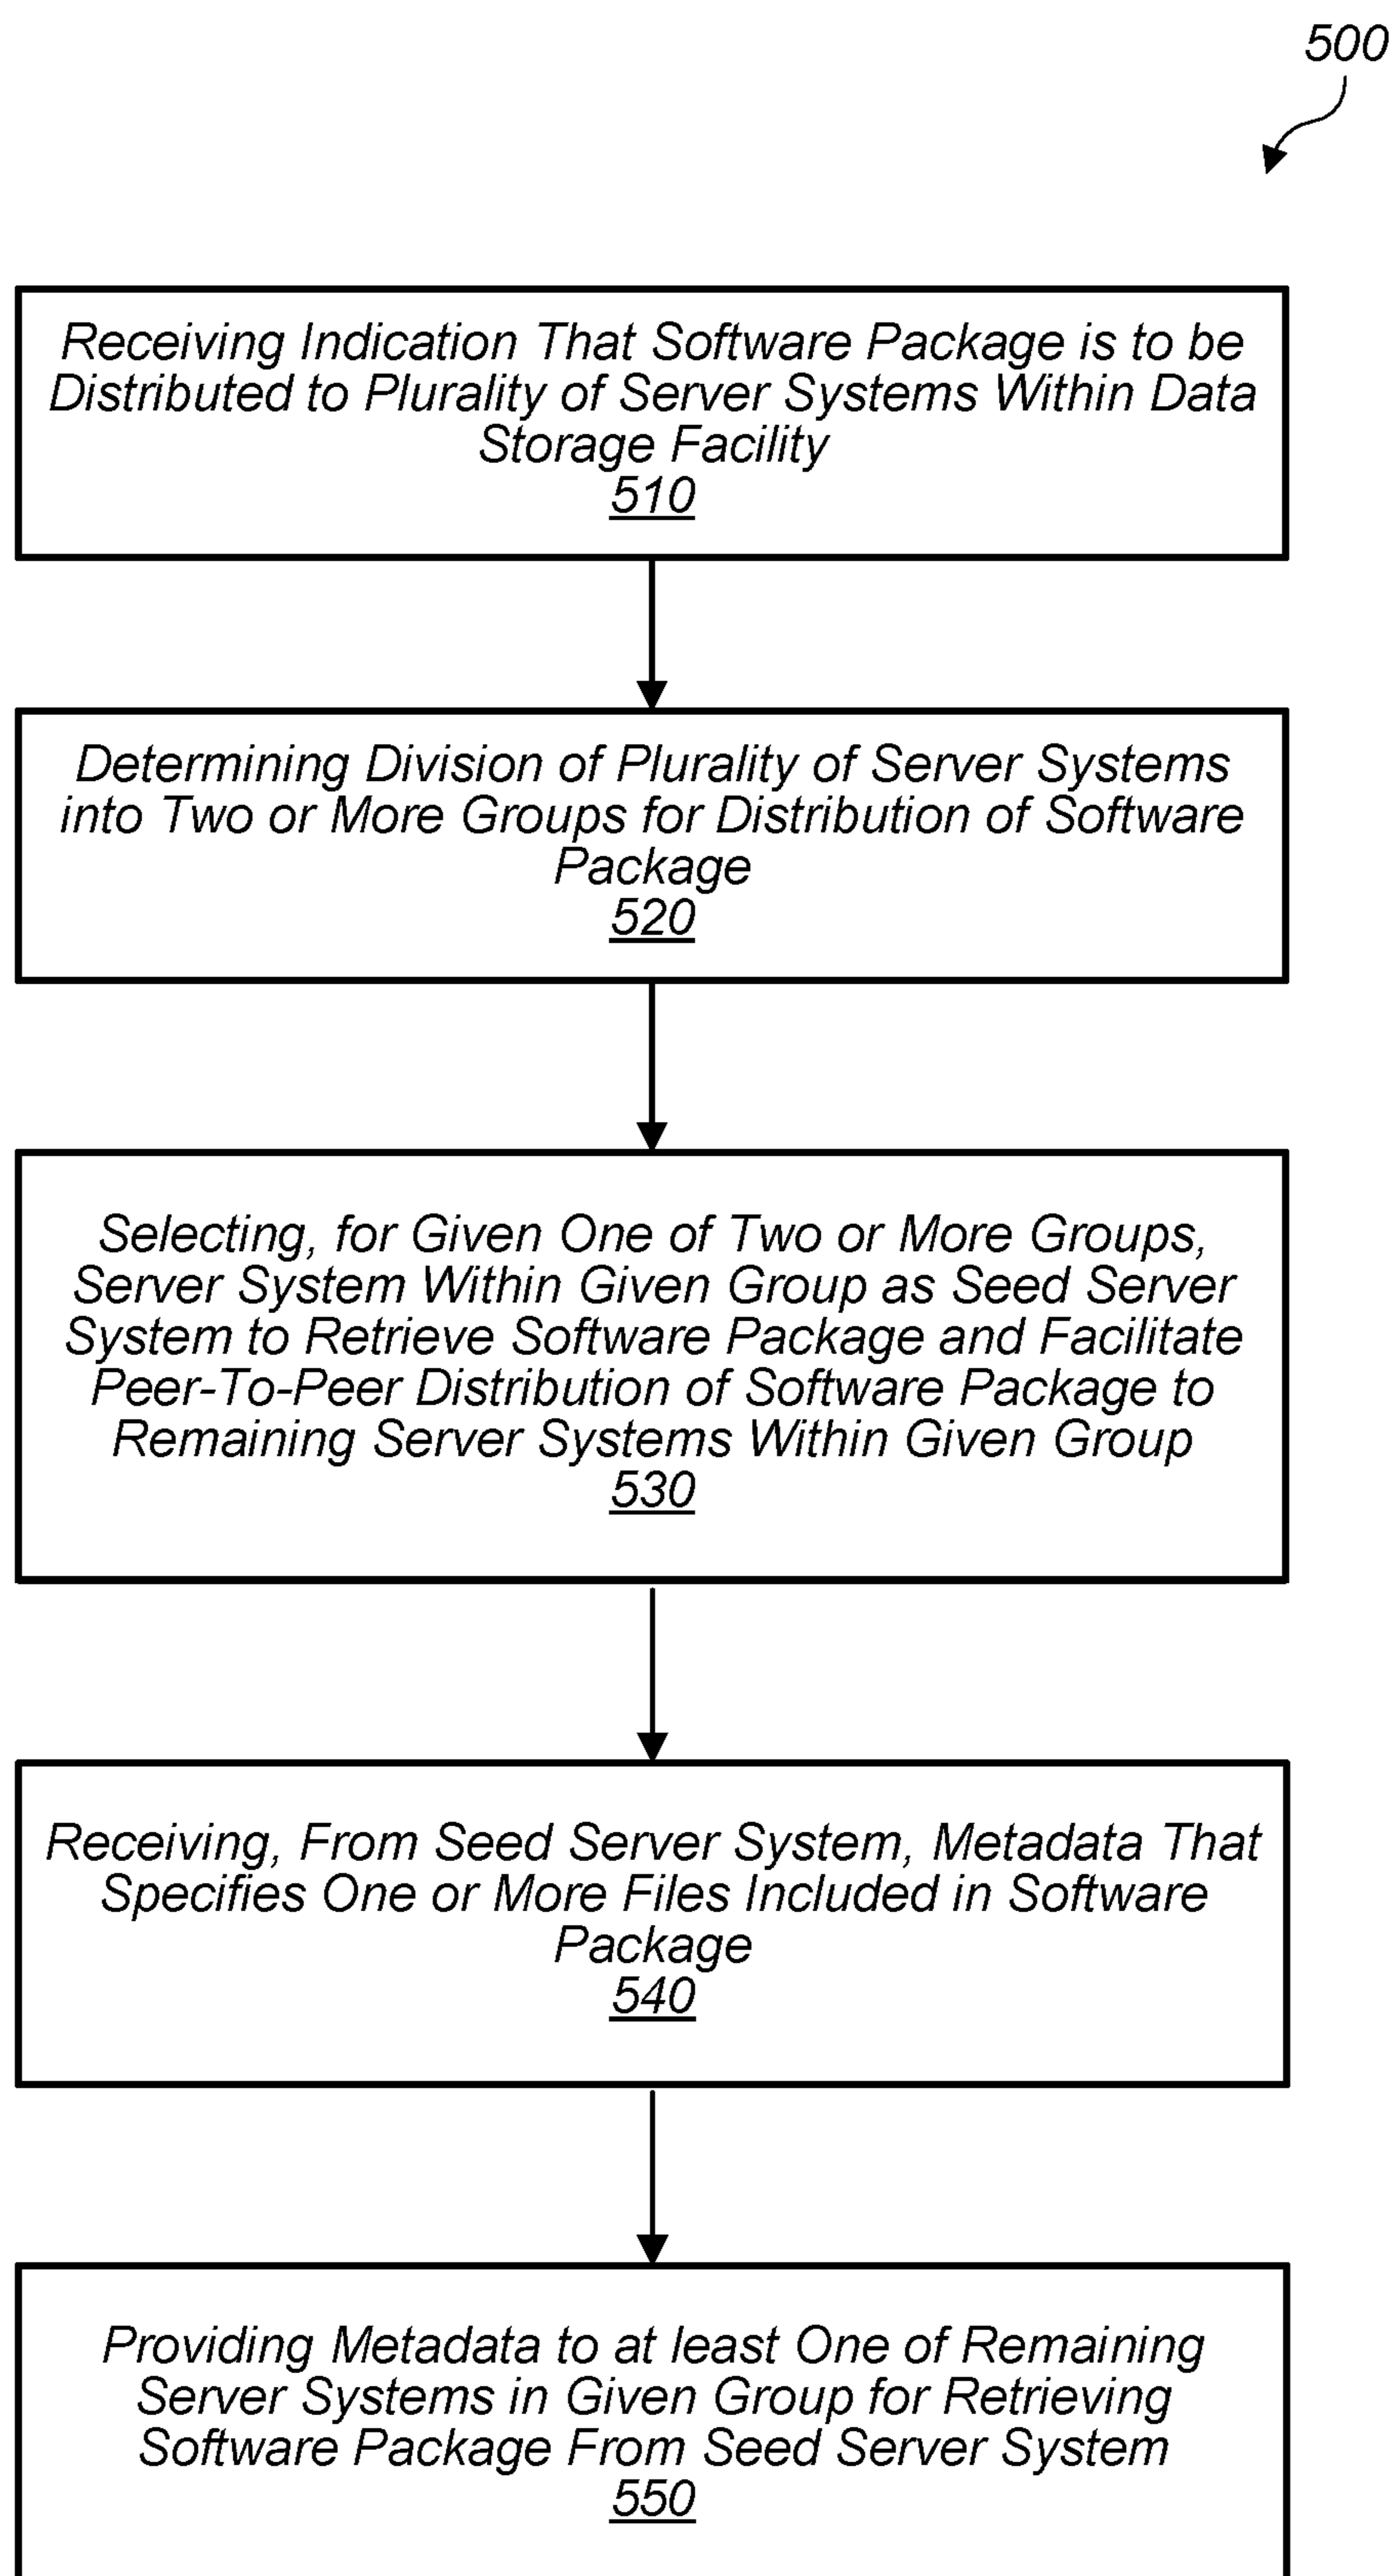 500
Receiving Indication That Software Package is to be
Distributed to Plurality of Server Systems Within Data
Storage Facility
510
Determining Division of Plurality of Server Systems
into Two or More Groups for Distribution of Software
Package
520
Selecting, for Given One of Two or More Groups,
Server System Within Given Group as Seed Server
System to Retrieve Software Package and Facilitate
Peer-To-Peer Distribution of Software Package to
Remaining Server Systems Within Given Group
530
Receiving, From Seed Server System, Metadata That
Specifies One or More Files Included in Software
Package
540
Providing Metadata to at least One of Remaining
Server Systems in Given Group for Retrieving
Software Package From Seed Server System
550